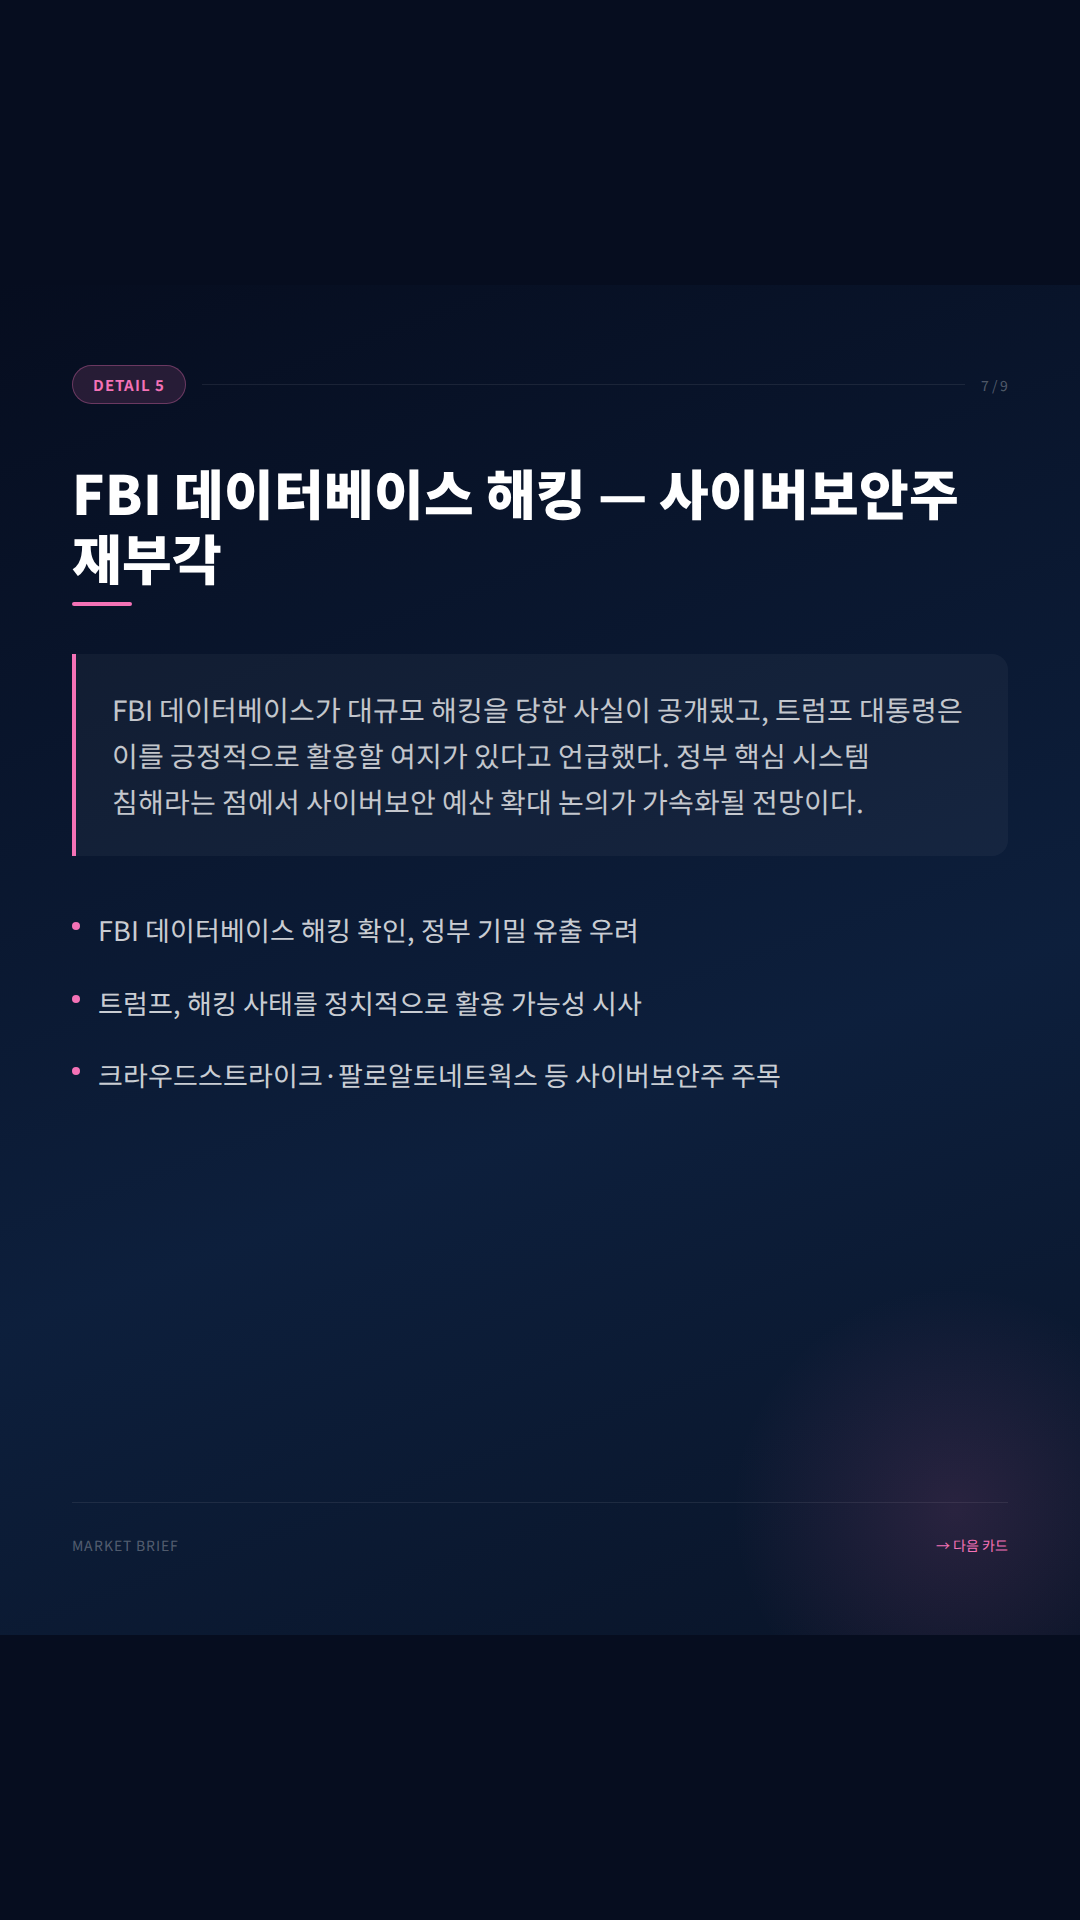 DETAIL 5
7 / 9
FBI 데이터베이스 해킹 — 사이버보안주
재부각
FBI 데이터베이스가 대규모 해킹을 당한 사실이 공개됐고, 트럼프 대통령은
이를 긍정적으로 활용할 여지가 있다고 언급했다. 정부 핵심 시스템
침해라는 점에서 사이버보안 예산 확대 논의가 가속화될 전망이다.
• FBI 데이터베이스 해킹 확인, 정부 기밀 유출 우려
• 트럼프, 해킹 사태를 정치적으로 활용 가능성 시사
• 크라우드스트라이크·팔로알토네트웍스 등 사이버보안주 주목
MARKET BRIEF
→ 다음 카드